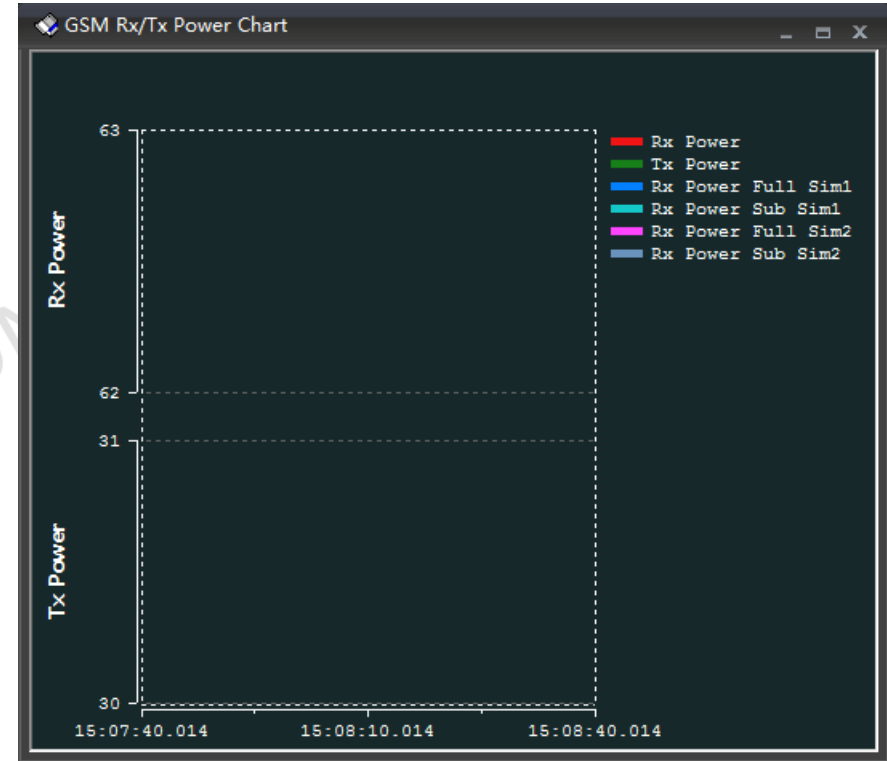 GSM Rx/Tx Power Chart
63
Rx Power
62
31
Tx Power
30
15:07:40.014
15:08:10.014
15:08:40.014
Rx Power
Tx Power
Rx Power Full Sim1
Rx Power Sub Sim1
Rx Power Full Sim2
Rx Power Sub Sim2